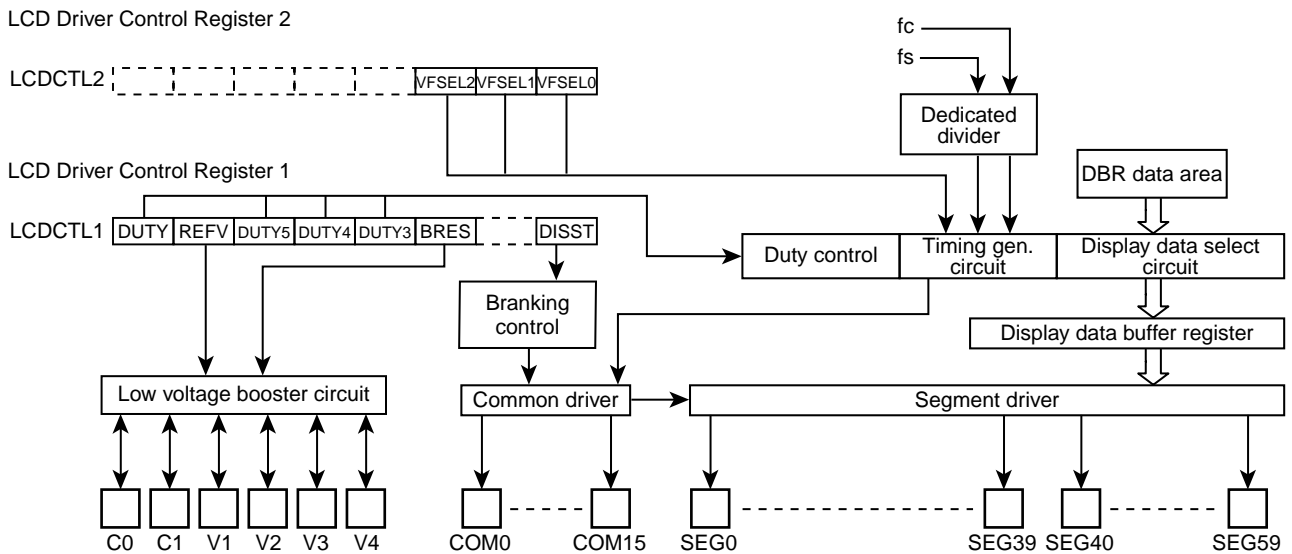 LCD Driver Control Register 2
fc
fs
LCDCTL2
VFSEL2 VFSEL1 VFSEL0
Dedicated
divider
LCD Driver Control Register 1
DBR data area
LCDCTL1 DUTY REFV DUTY5 DUTY4 DUTY3 BRES DISST
Duty control
Timing gen.
circuit
Display data select
circuit
Branking
control
Display data buffer register
Low voltage booster circuit
Common driver
Segment driver
C0 C1 V1 V2 V3 V4 COM0 COM15 SEG0 SEG39 SEG40 SEG59